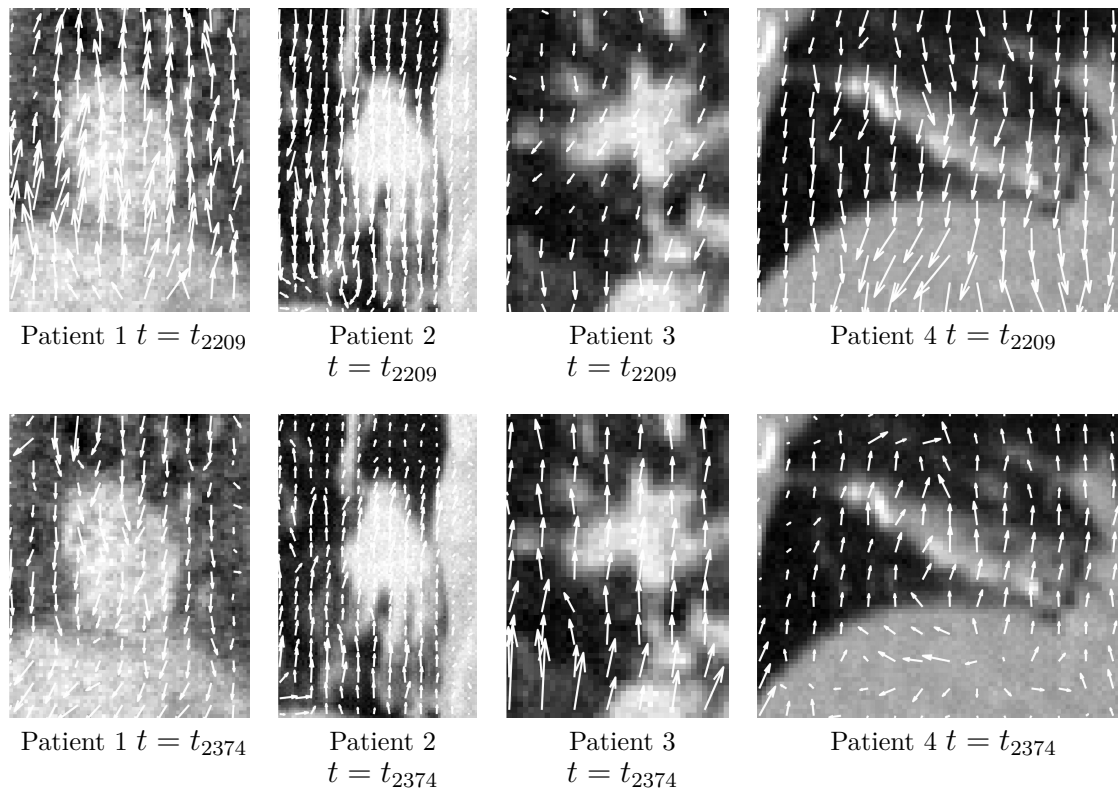 Patient 1 t = t2209
Patient 2
t = t2209
Patient 3
t = t2209
Patient 4 t = t2209
Patient 1 t = t2374
Patient 2
t = t2374
Patient 3
t = t2374
Patient 4 t = t2374